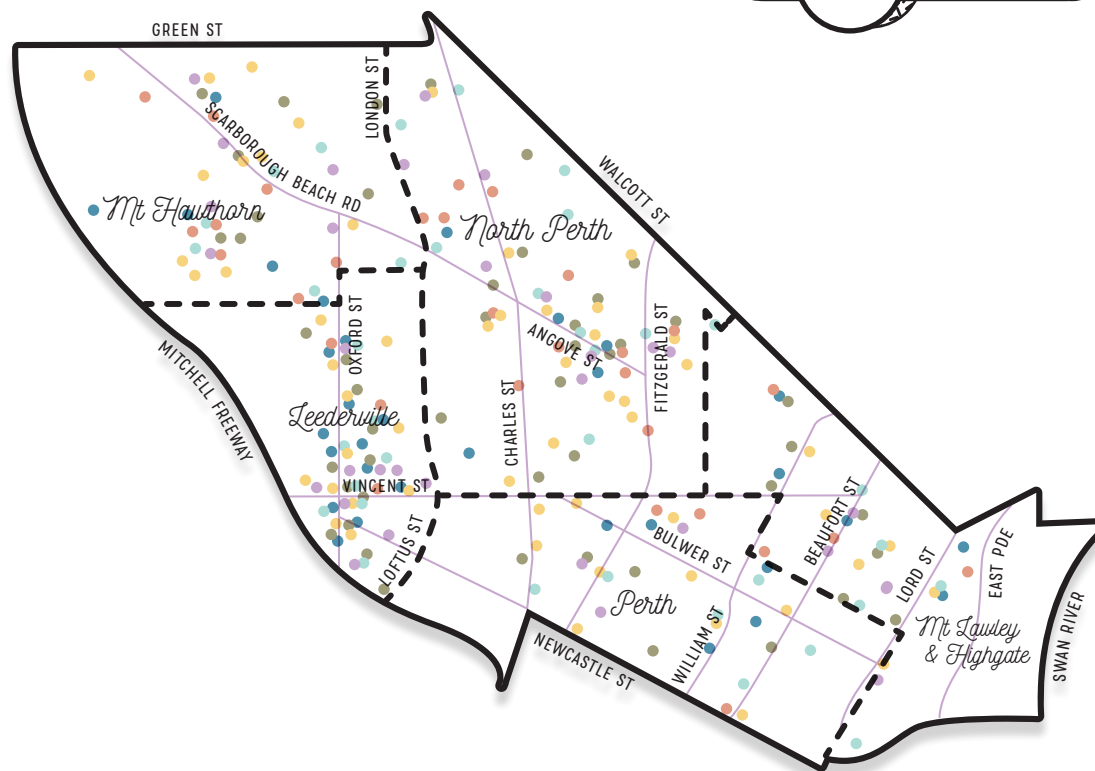 GREEN ST
LONDON ST
SCARBOROUGH BEACH RD
WALCOTT ST
Mt Hawthorn
North Perth
OXFORD ST
ANGOVE ST
FITZGERALD ST
MITCHELL FREEWAY
CHARLES ST
Leederville
VINCENT ST
LOFTUS ST
BULWER ST
BEAUFORT ST
LORD ST
EAST PDE
Perth
WILLIAM ST
NEWCASTLE ST
Mt Lawley
& Highgate
SWAN RIVER